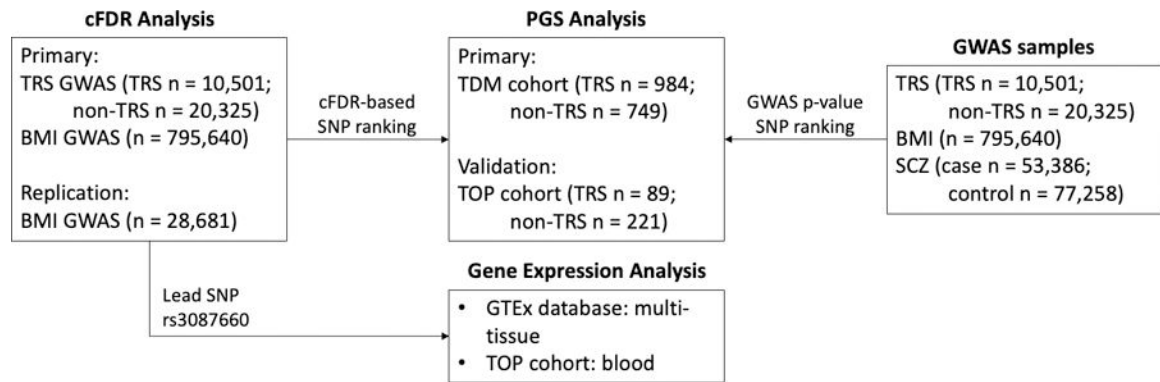 cFDR Analysis
Primary:
TRS GWAS (TRS n = 10,501;
non-TRS n = 20,325)
BMI GWAS (n = 795,640)
Replication:
BMI GWAS (n = 28,681)
cFDR-based
SNP ranking
PGS Analysis
Primary:
TDM cohort (TRS n = 984;
non-TRS n = 749)
Validation:
TOP cohort (TRS n = 89;
non-TRS n = 221)
GWAS p-value
SNP ranking
GWAS samples
TRS (TRS n = 10,501;
non-TRS n = 20,325)
BMI (n = 795,640)
SCZ (case n = 53,386;
control n = 77,258)
Lead SNP
rs3087660
Gene Expression Analysis
• GTEx database: multi-
tissue
• TOP cohort: blood